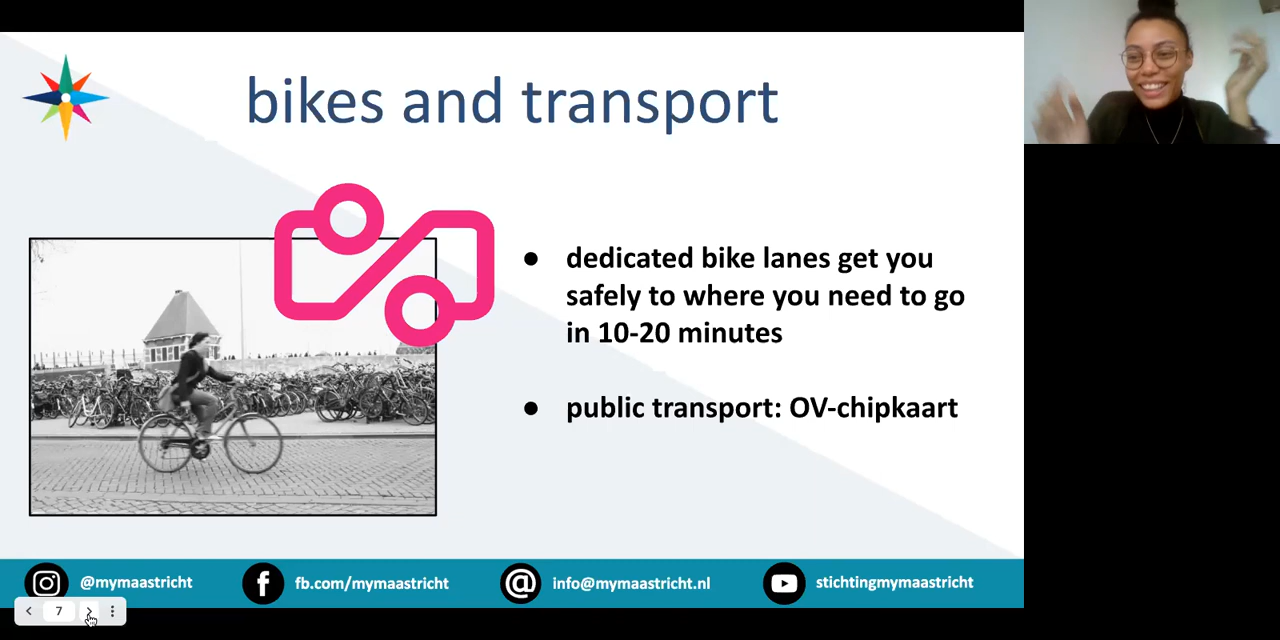 bikes and transport
● dedicated bike lanes get you
safely to where you need to go
in 10-20 minutes
● public transport: OV-chipkaart
@mymaastricht
fb.com/mymaastricht
info@mymaastricht.nl
stichtingmymaastricht
7